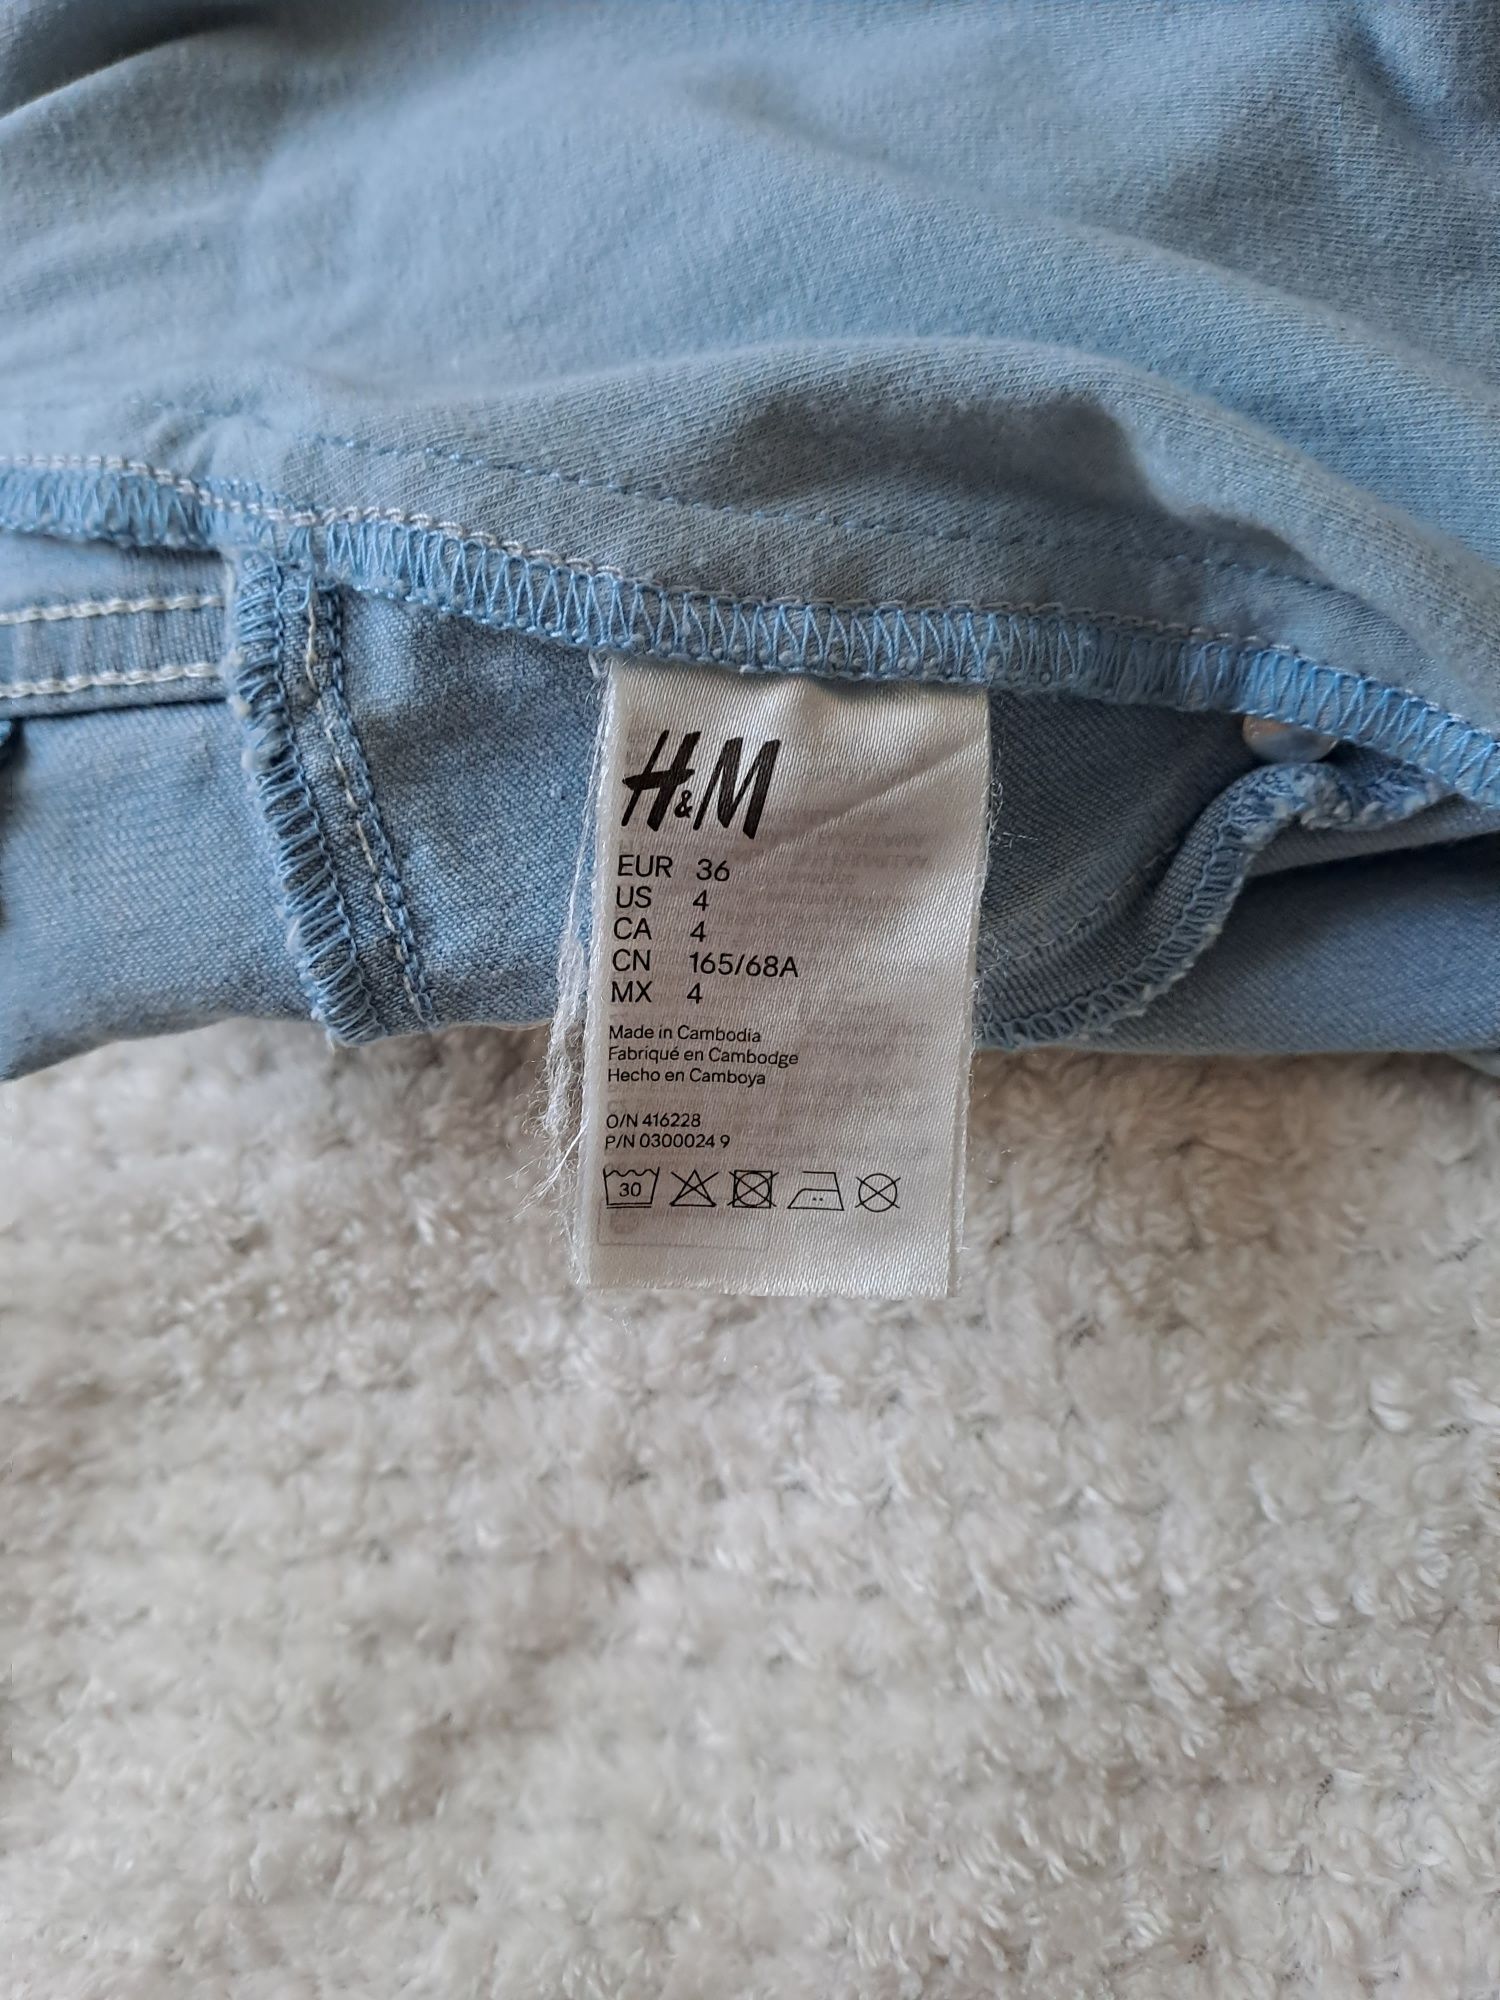 H&M
EUR 36
US 4
CA 4
CN 165/68A
MX 4
Made in Cambodia
Fabriqué en Cambodge
Hecho en Camboya
O/N 416228
P/N 0300024 9
30